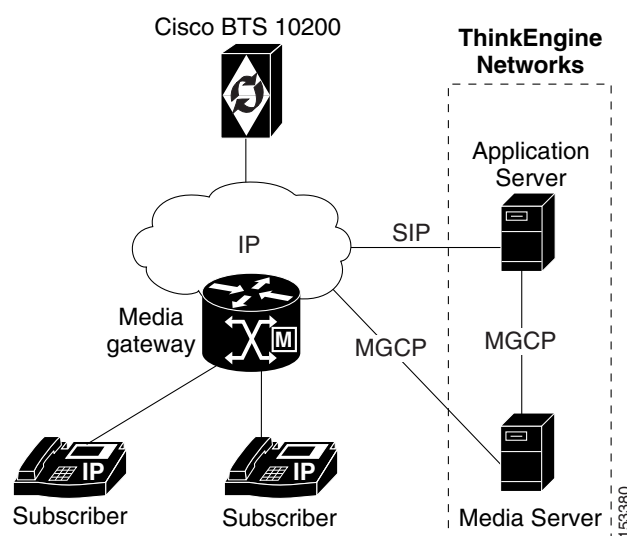 Cisco BTS 10200
ThinkEngine
Networks
Application
Server
SIP
IP
Media
gateway
M
MGCP
MGCP
IP
IP
Subscriber
Subscriber
Media Server
153380